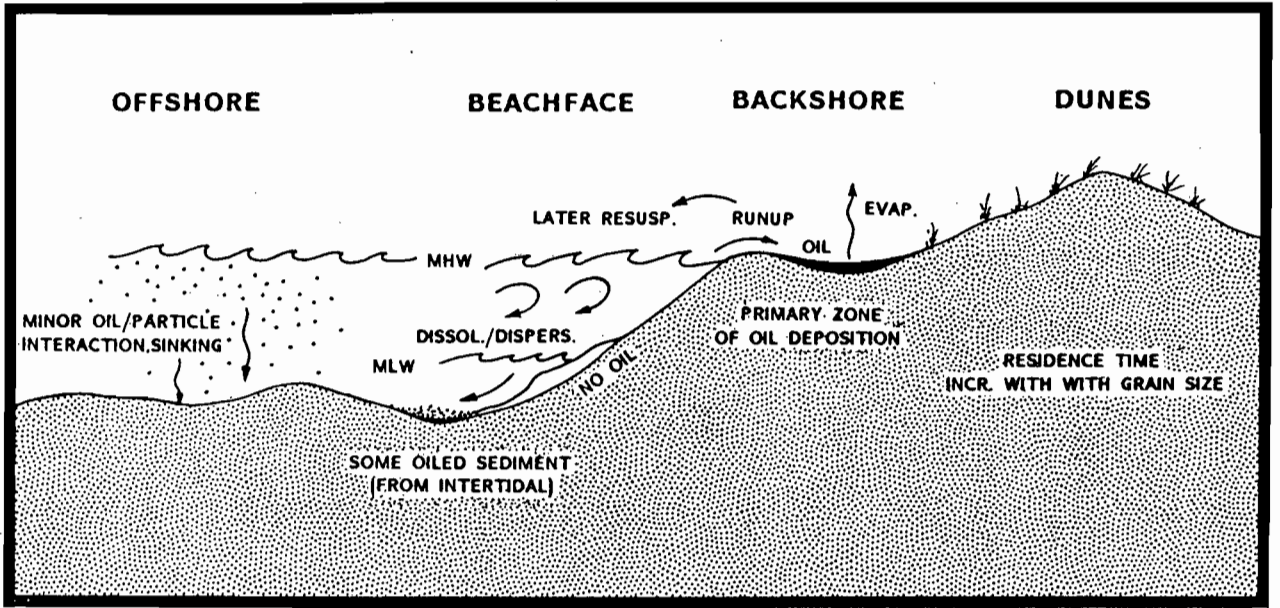 OFFSHORE
BEACHFACE
BACKSHORE
DUNES
LATER RESUSP.
RUNUP
EVAP.
OIL
MHW
MINOR OIL/PARTICLE
INTERACTION,SINKING
DISSOL./DISPERS.
MLW
NO OIL
PRIMARY ZONE
OF OIL DEPOSITION
RESIDENCE TIME
INCR. WITH WITH GRAIN SIZE
SOME OILED SEDIMENT
(FROM INTERTIDAL)